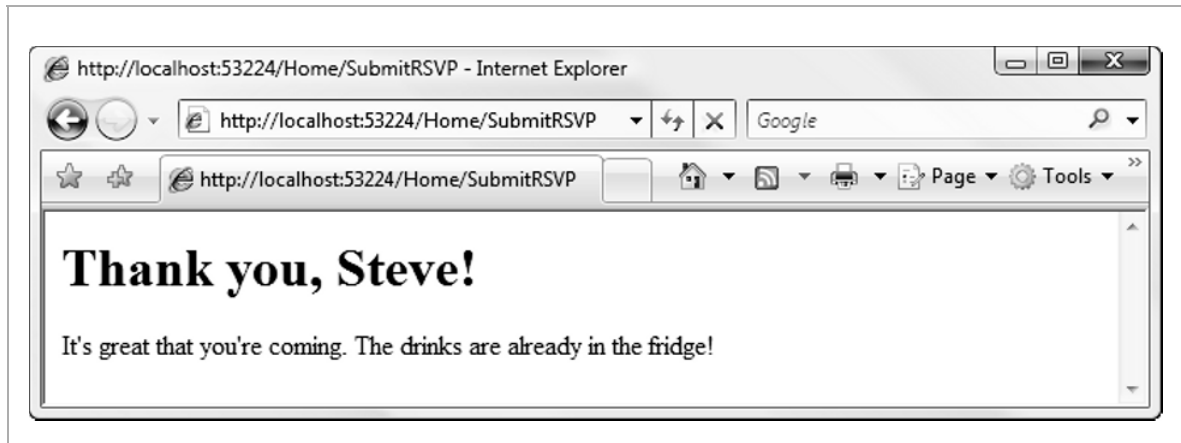 http://localhost:53224/Home/SubmitRSVP - Internet Explorer
http://localhost:53224/Home/SubmitRSVP Google
http://localhost:53224/Home/SubmitRSVP Page Tools »
Thank you, Steve!
It's great that you're coming. The drinks are already in the fridge!